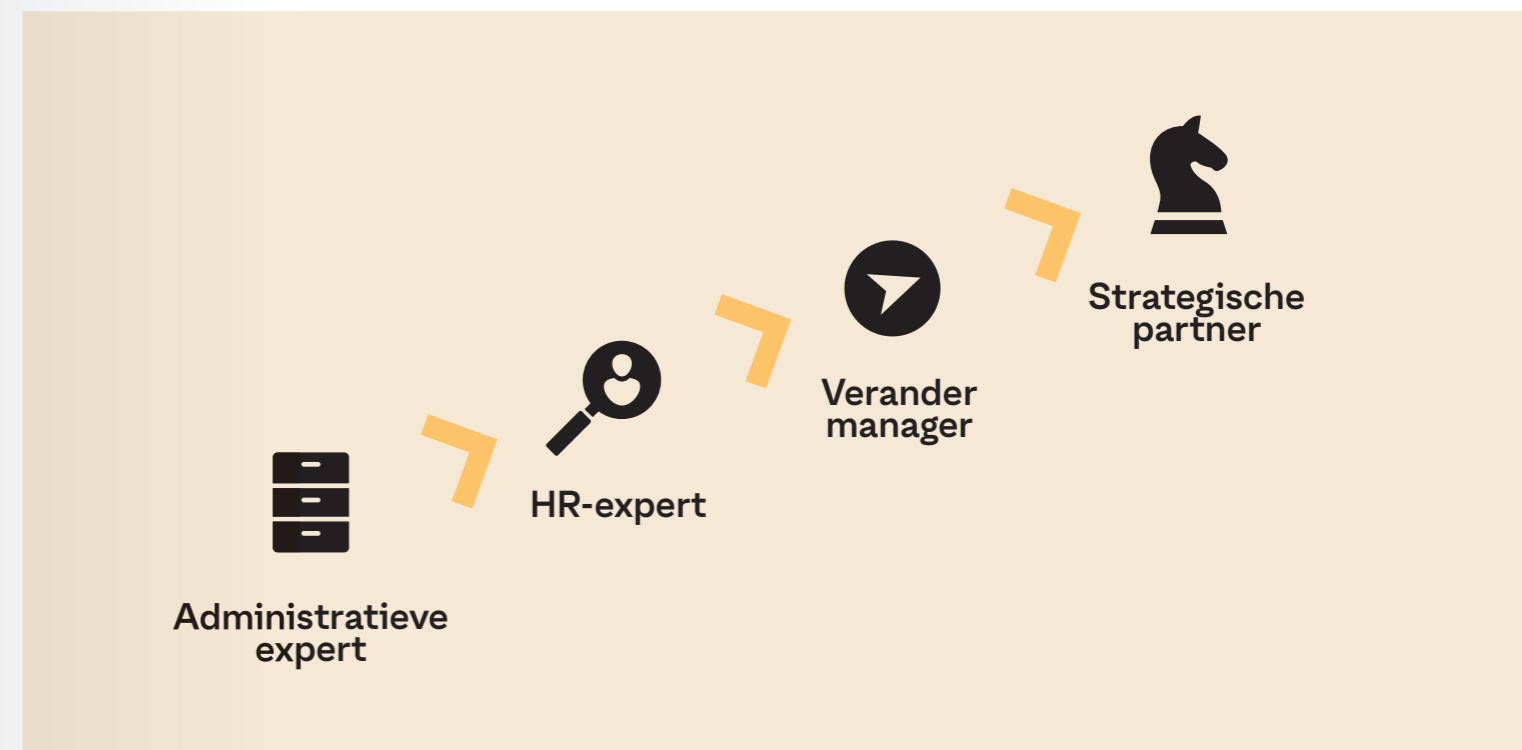 Administratieve
expert
HR-expert
Verander
manager
Strategische
partner